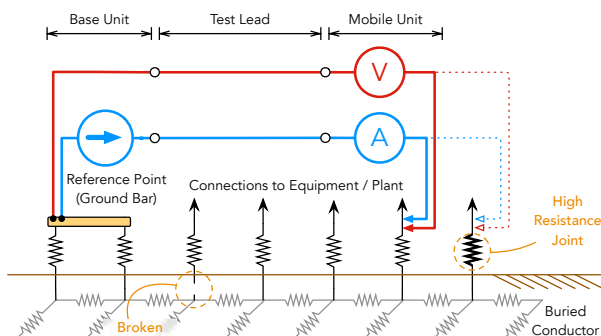 Base Unit
Test Lead
Mobile Unit
V
A
Reference Point
(Ground Bar)
Connections to Equipment / Plant
High
Resistance
Joint
Broken
Buried
Conductor